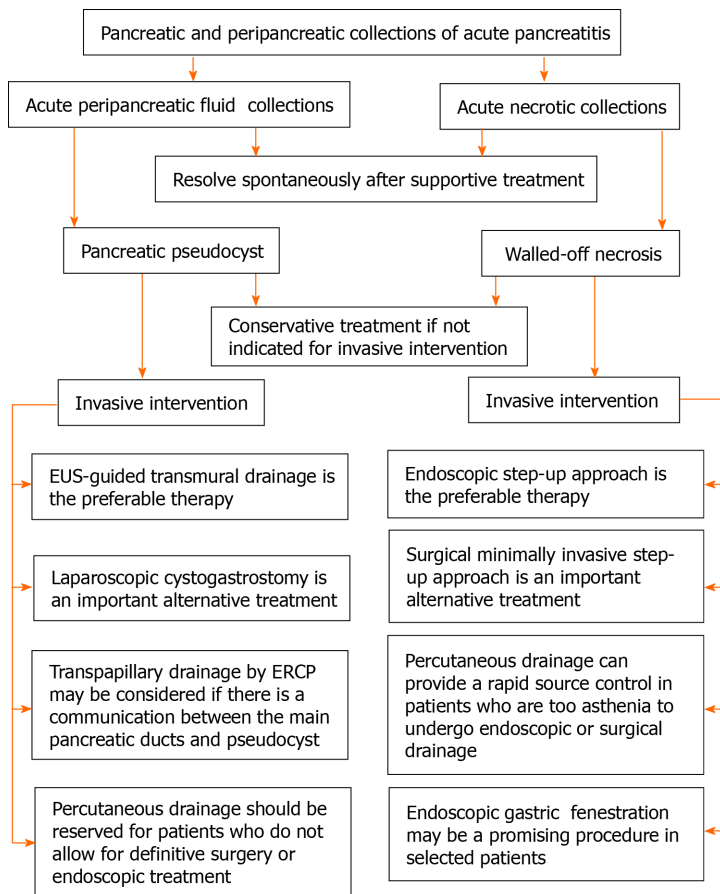 Pancreatic and peripancreatic collections of acute pancreatitis
Acute peripancreatic fluid collections
Acute necrotic collections
Resolve spontaneously after supportive treatment
Pancreatic pseudocyst
Walled-off necrosis
Conservative treatment if not
indicated for invasive intervention
Invasive intervention
Invasive intervention
EUS-guided transmural drainage is
the preferable therapy
Laparoscopic cystogastrostomy is
an important alternative treatment
Transpapillary drainage by ERCP
may be considered if there is a
communication between the main
pancreatic ducts and pseudocyst
Percutaneous drainage should be
reserved for patients who do not
allow for definitive surgery or
endoscopic treatment
Endoscopic step-up approach is
the preferable therapy
Surgical minimally invasive step-
up approach is an important
alternative treatment
Percutaneous drainage can
provide a rapid source control in
patients who are too asthenia to
undergo endoscopic or surgical
drainage
Endoscopic gastric fenestration
may be a promising procedure in
selected patients